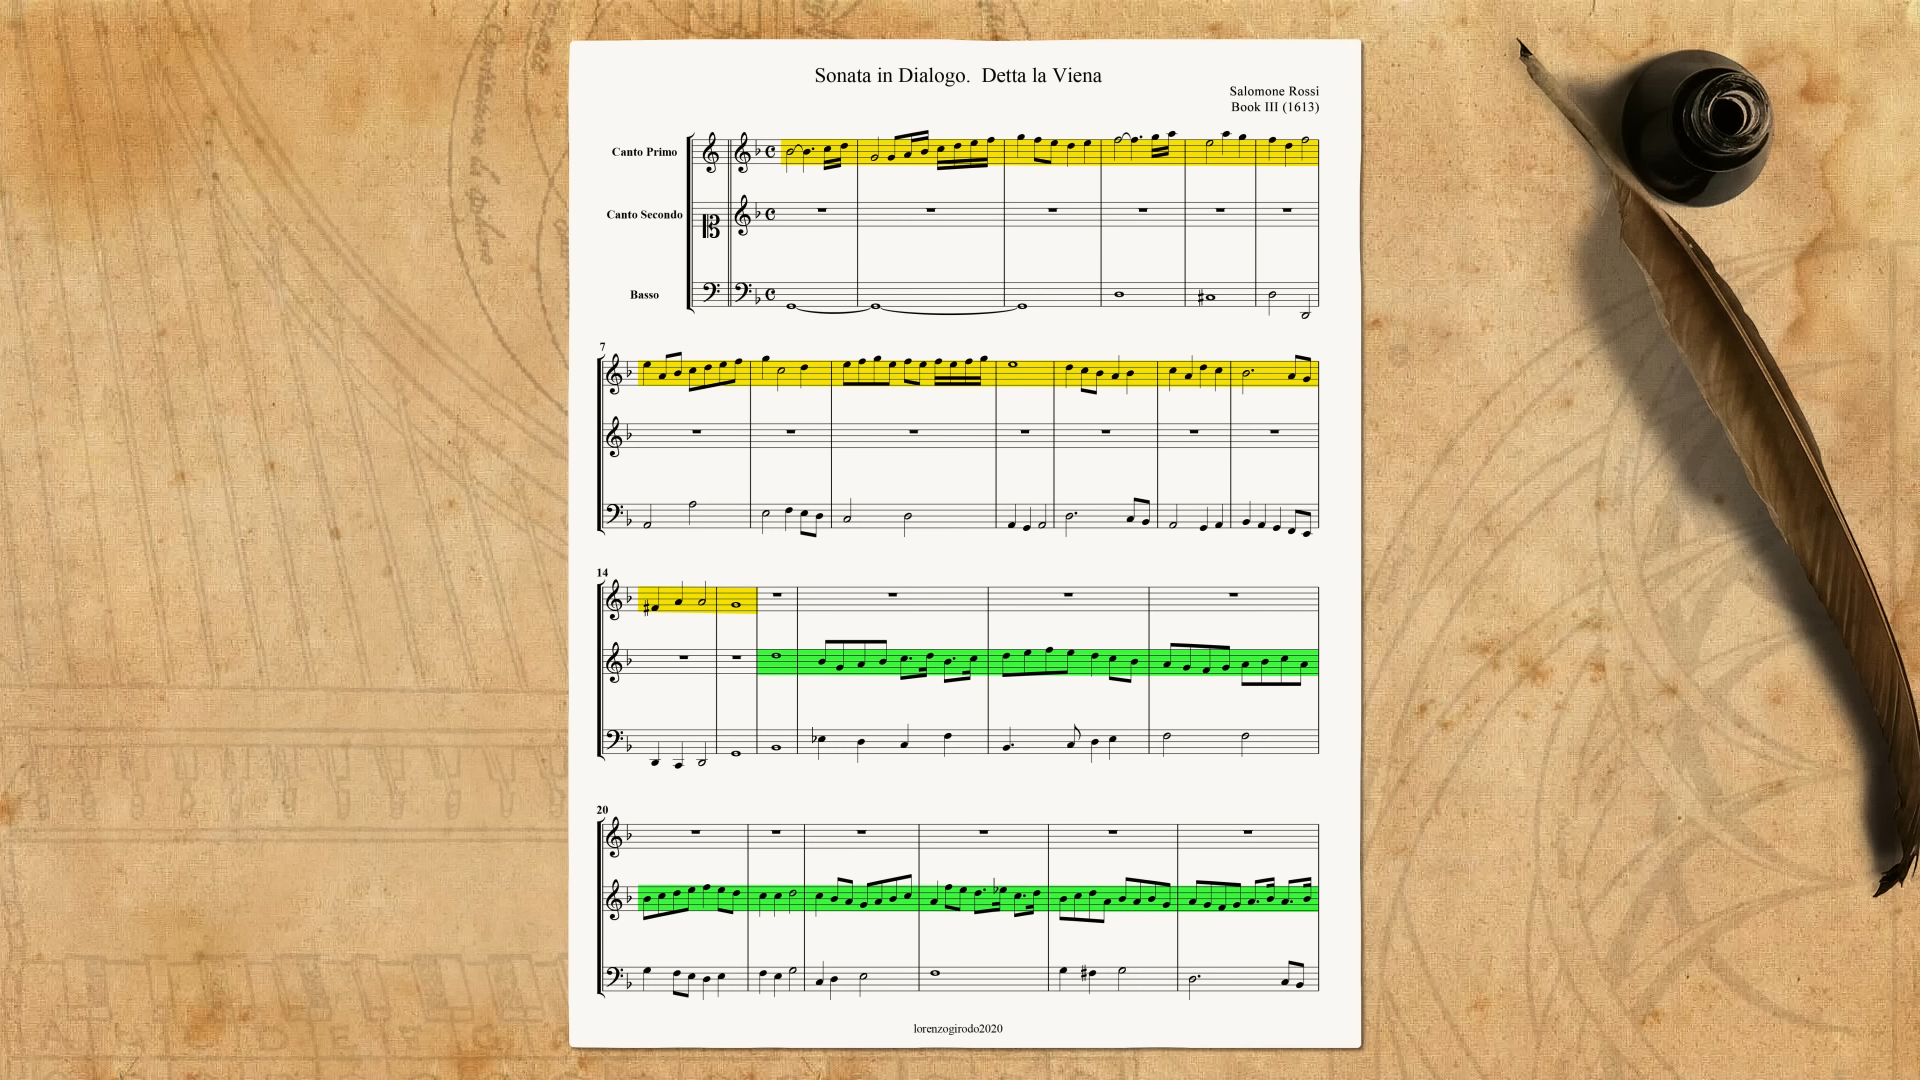 Sonata in Dialogo. Detta la Viena
Salomone Rossi
Book III (1613)
Canto Primo
Canto Secondo
Basso
7
14
20
lorenzogirodo2020